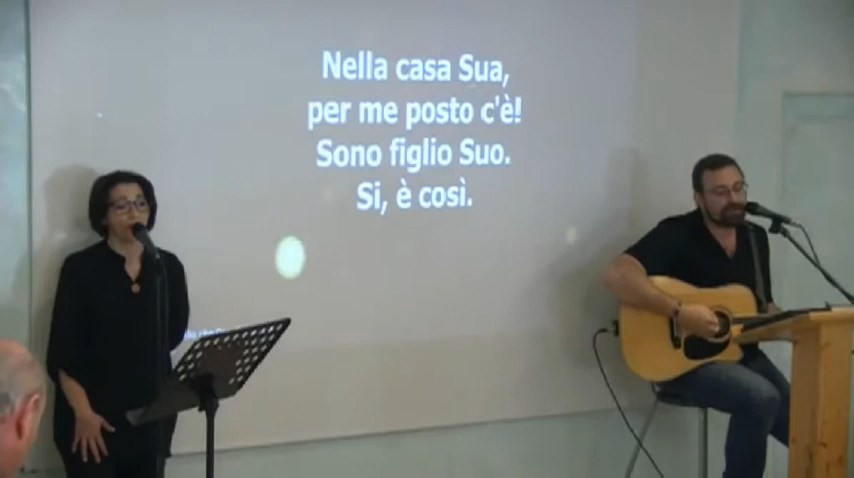 Nella casa Sua,
per me posto c'è!
Sono figlio Suo.
Si, è così.